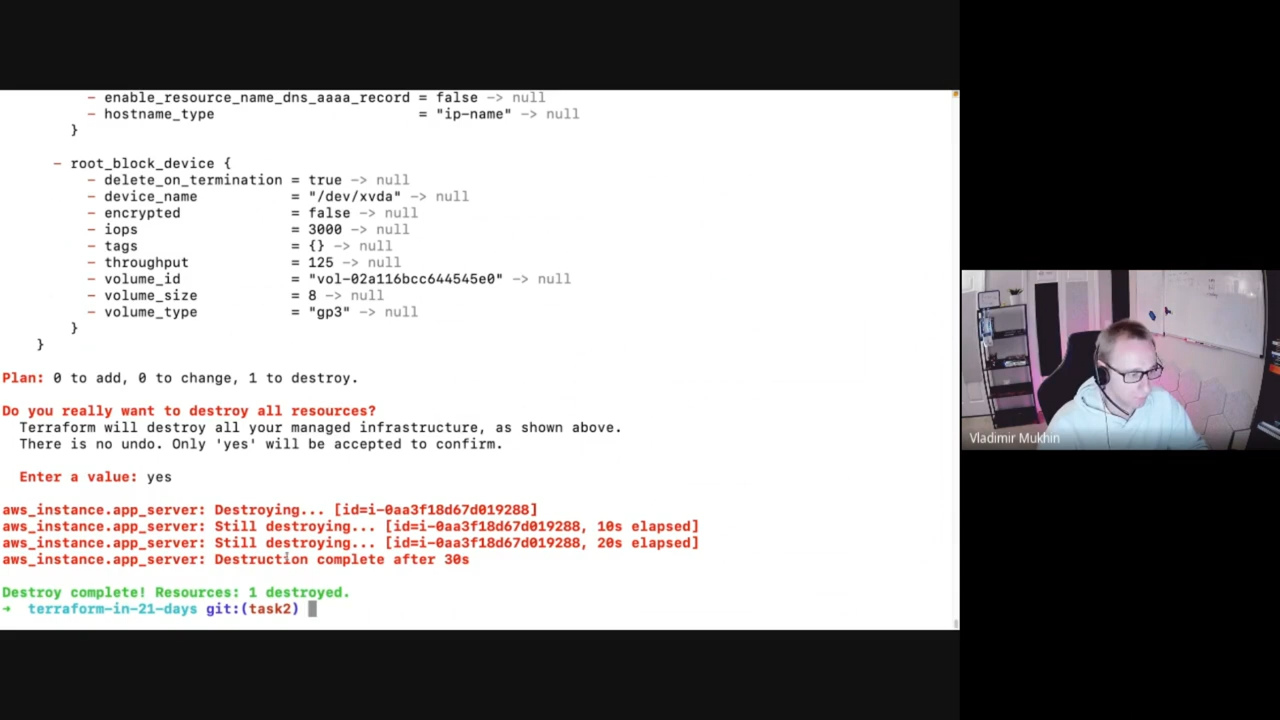 - enable_resource_name_dns_aaaa_record = false -> null
- hostname_type = "ip-name" -> null
}
- root_block_device {
- delete_on_termination = true -> null
- device_name = "/dev/xvda" -> null
- encrypted = false -> null
- iops = 3000 -> null
- tags = {} -> null
- throughput = 125 -> null
- volume_id = "vol-02a116bcc644545e0" -> null
- volume_size = 8 -> null
- volume_type = "gp3" -> null
}
}
Plan: 0 to add, 0 to change, 1 to destroy.
Do you really want to destroy all resources?
Terraform will destroy all your managed infrastructure, as shown above.
There is no undo. Only 'yes' will be accepted to confirm.
Enter a value: yes
aws_instance.app_server: Destroying... [id=i-0aa3f18d67d019288]
aws_instance.app_server: Still destroying... [id=i-0aa3f18d67d019288, 10s elapsed]
aws_instance.app_server: Still destroying... [id=i-0aa3f18d67d019288, 20s elapsed]
aws_instance.app_server: Destruction complete after 30s
Destroy complete! Resources: 1 destroyed.
→ terraform-in-21-days git:(task2)
Vladimir Mukhin